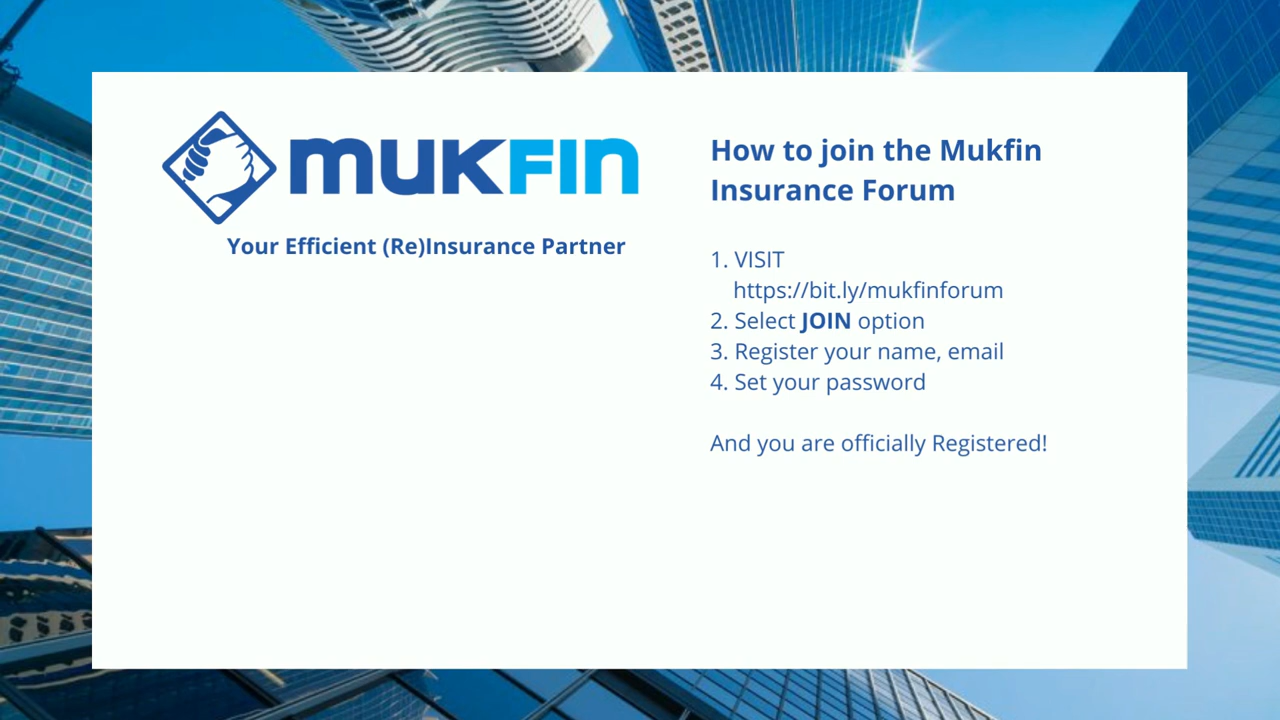 MUKFIN
Your Efficient (Re)Insurance Partner
How to join the Mukfin
Insurance Forum
1. VISIT
https://bit.ly/mukfinforum
2. Select JOIN option
3. Register your name, email
4. Set your password
And you are officially Registered!